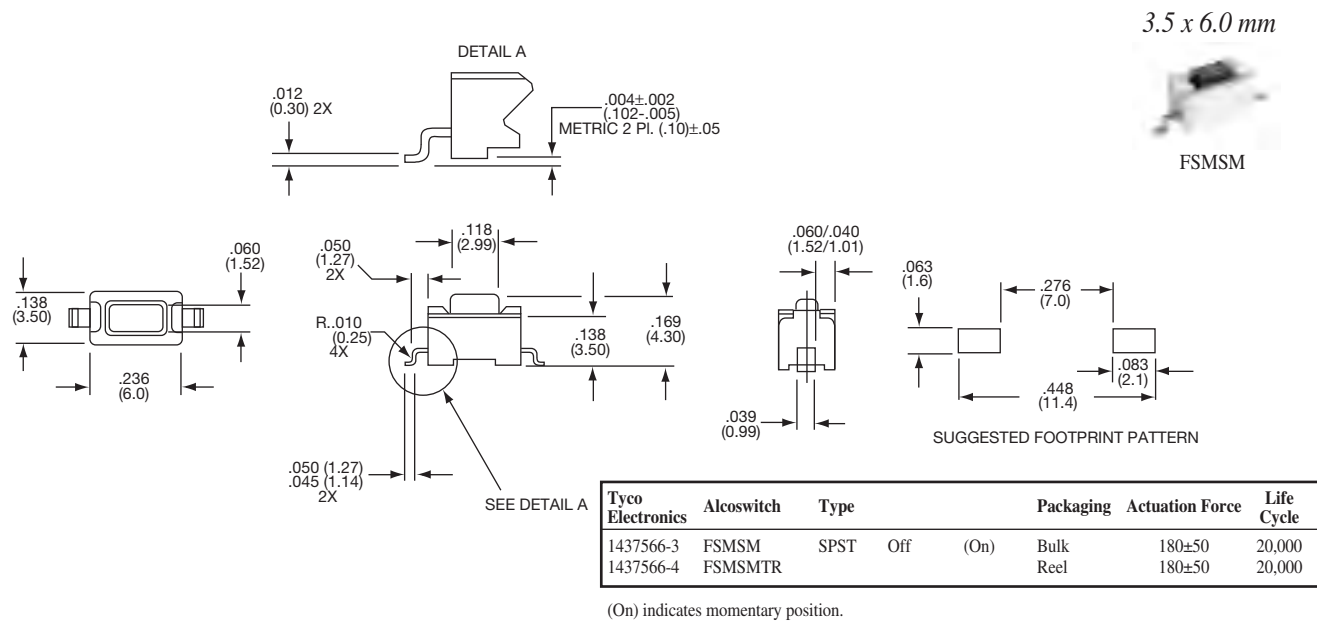 3.5 x 6.0 mm
FSMSM
DETAIL A
.012
(0.30) 2X
.004±.002
(.102-.005)
METRIC 2 Pl. (.10)±.05
.138
(3.50)
.060
(1.52)
.236
(6.0)
.050
(1.27)
2X
.118
(2.99)
R..010
(0.25)
4X
.138
(3.50)
.169
(4.30)
.050 (1.27)
.045 (1.14)
2X
SEE DETAIL A
.060/.040
(1.52/1.01)
.039
(0.99)
.063
(1.6)
.276
(7.0)
.083
(2.1)
.448
(11.4)
SUGGESTED FOOTPRINT PATTERN
Tyco Electronics Alcoswitch Type Packaging Actuation Force Life Cycle
1437566-3 FSMSM SPST Off (On) Bulk 180±50 20,000
1437566-4 FSMSMTR Reel 180±50 20,000
(On) indicates momentary position.